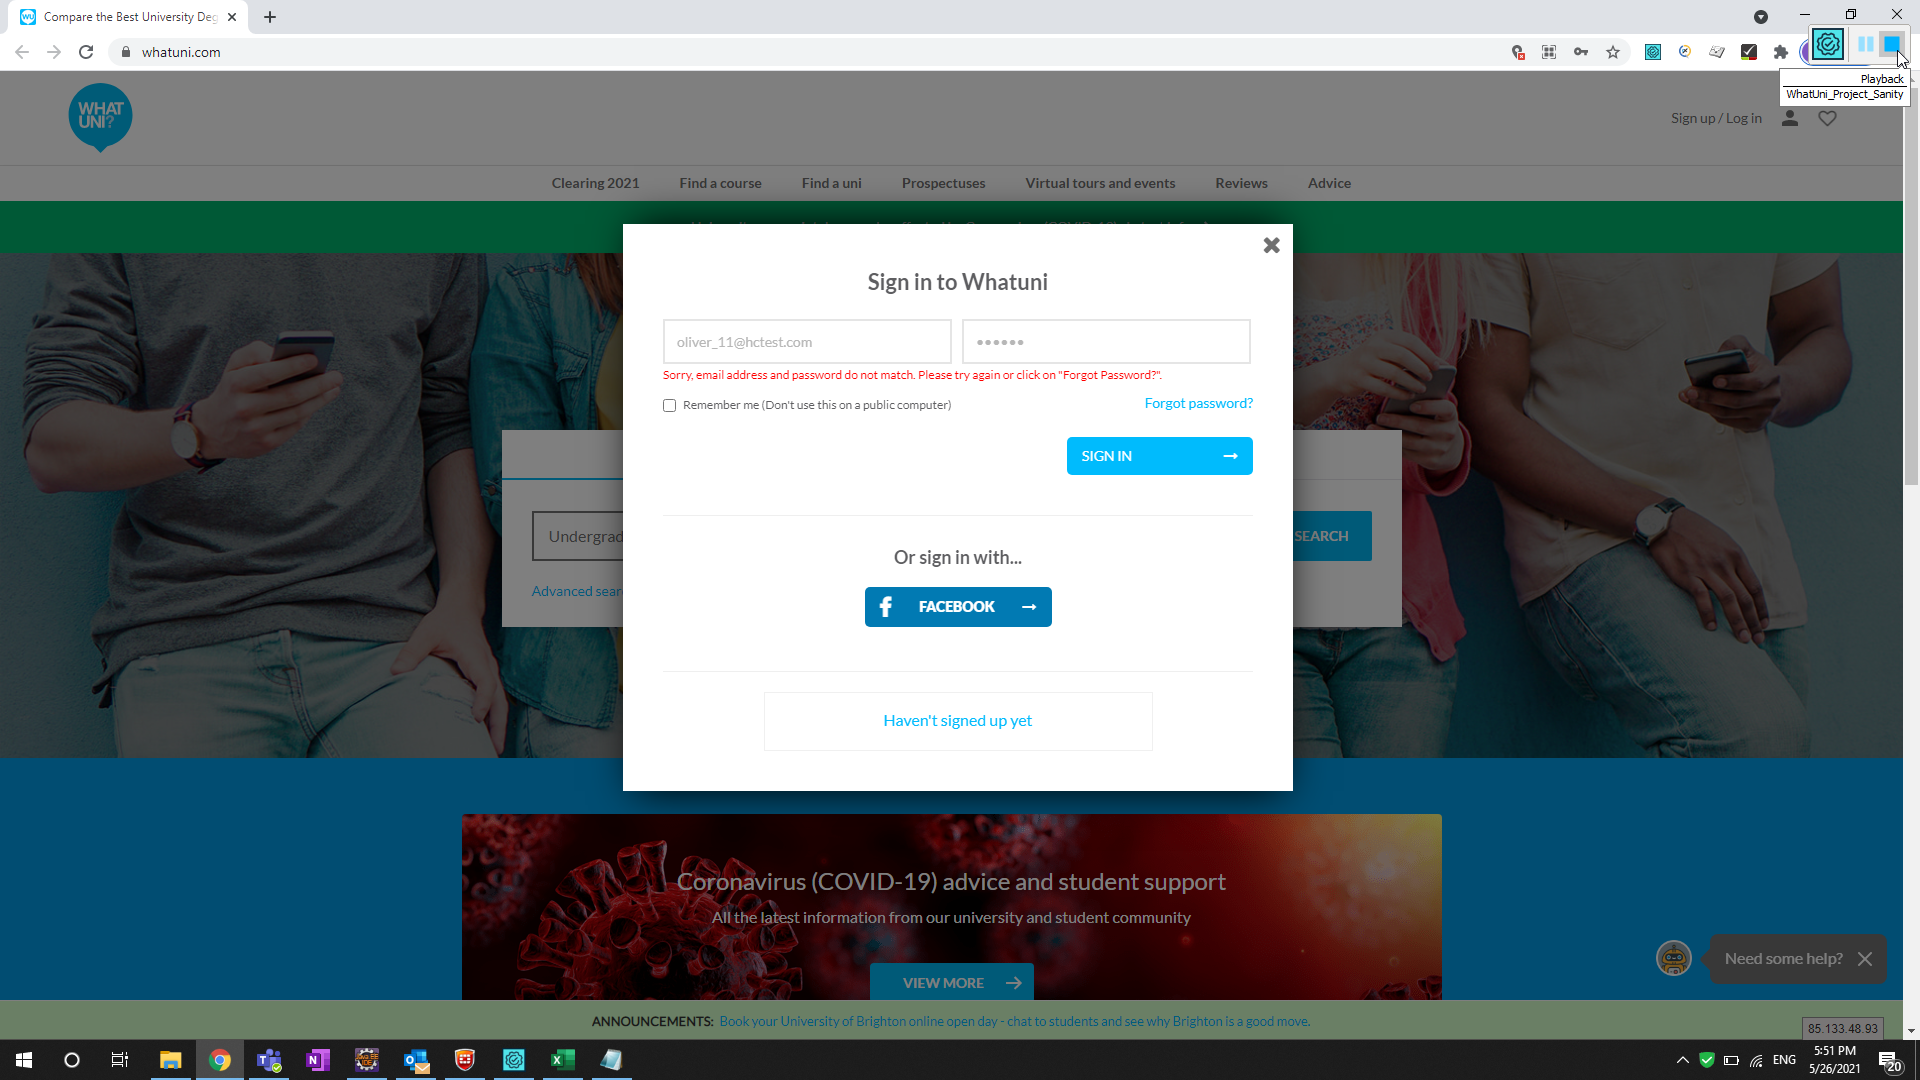 Compare the Best University Deg
whatuni.com
Playback
WhatUni_Project_Sanity
WHAT
UNI?
Sign up / Log in
Clearing 2021
Find a course
Find a uni
Prospectuses
Virtual tours and events
Reviews
Advice
Sign in to Whatuni
oliver_11@hctest.com
••••••
Sorry, email address and password do not match. Please try again or click on "Forgot Password?".
Remember me (Don't use this on a public computer)
Forgot password?
SIGN IN
Undergrad
SEARCH
Or sign in with...
Advanced sear
FACEBOOK
Haven't signed up yet
Coronavirus (COVID-19) advice and student support
All the latest information from our university and student community
Need some help?
VIEW MORE
ANNOUNCEMENTS: Book your University of Brighton online open day - chat to students and see why Brighton is a good move.
85.133.48.93
ENG
5:51 PM
5/26/2021
20